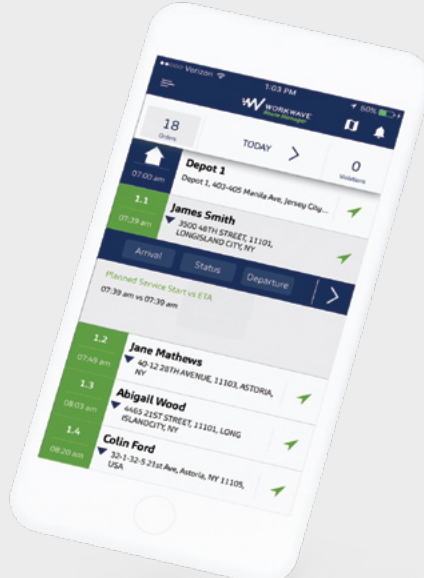 Verizon
1:03 PM
50%
W WORKWAVE
Route Manager
18
Orders
TODAY
0
Violations
07:00 am
Depot 1
Depot 1, 403-405 Manila Ave, Jersey City...
1.1
07:39 am
James Smith
3500 48TH STREET, 11101,
LONGISLAND CITY, NY
Arrival
Status
Departure
Planned Service Start vs ETA
07:39 am vs 07:39 am
1.2
07:49 am
Jane Mathews
40-12 28TH AVENUE, 11103, ASTORIA,
NY
1.3
08:03 am
Abigail Wood
4465 21ST STREET, 11101, LONG
ISLANDCITY, NY
1.4
08:20 am
Colin Ford
32-1-32-5 21st Ave, Astoria, NY 11105,
USA